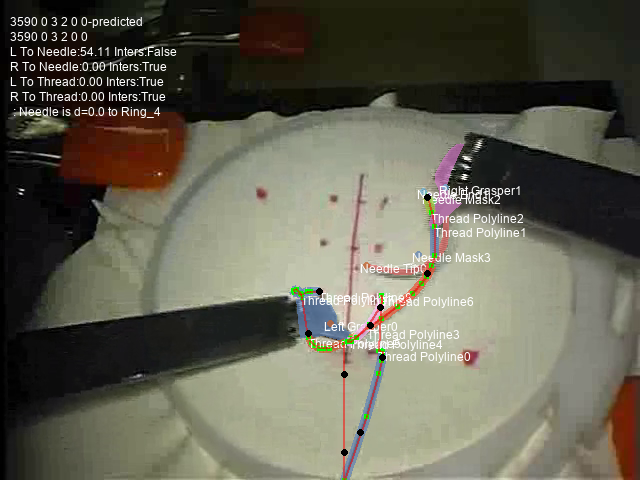 3590 0 3 2 0 0-predicted
3590 0 3 2 0 0
L To Needle:54.11 Inters:False
R To Needle:0.00 Inters:True
L To Thread:0.00 Inters:True
R To Thread:0.00 Inters:True
: Needle is d=0.0 to Ring_4
Right Grasper1
Needle Mask2
Thread Polyline2
Thread Polyline1
Needle Mask3
Needle Tip0
Thread Polyline6
Left Grasper0
Thread Polyline3
Polyline4
Thread Polyline0